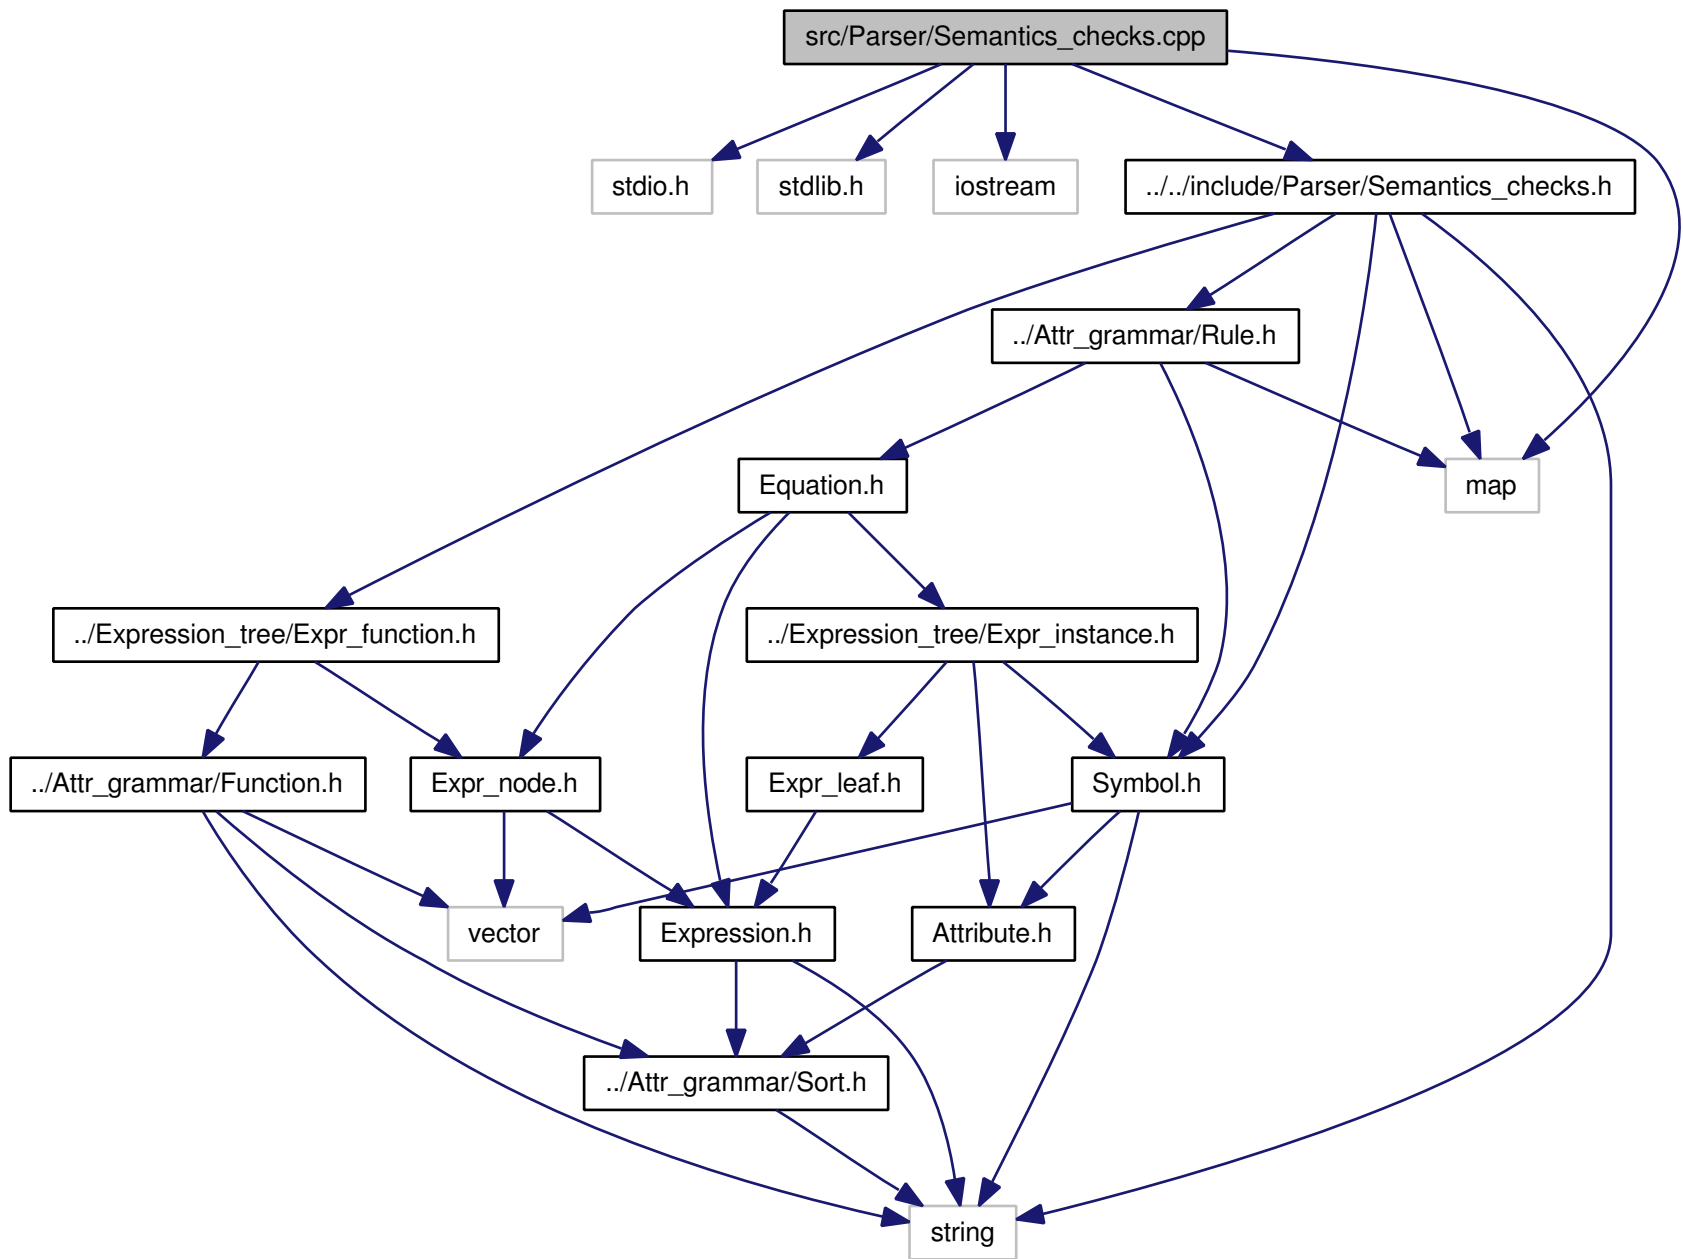 src/Parser/Semantics_checks.cpp
stdio.h
stdlib.h
iostream
../../include/Parser/Semantics_checks.h
../Attr_grammar/Rule.h
Equation.h
map
../Expression_tree/Expr_function.h
../Expression_tree/Expr_instance.h
../Attr_grammar/Function.h
Expr_node.h
Expr_leaf.h
Symbol.h
vector
Expression.h
Attribute.h
../Attr_grammar/Sort.h
string